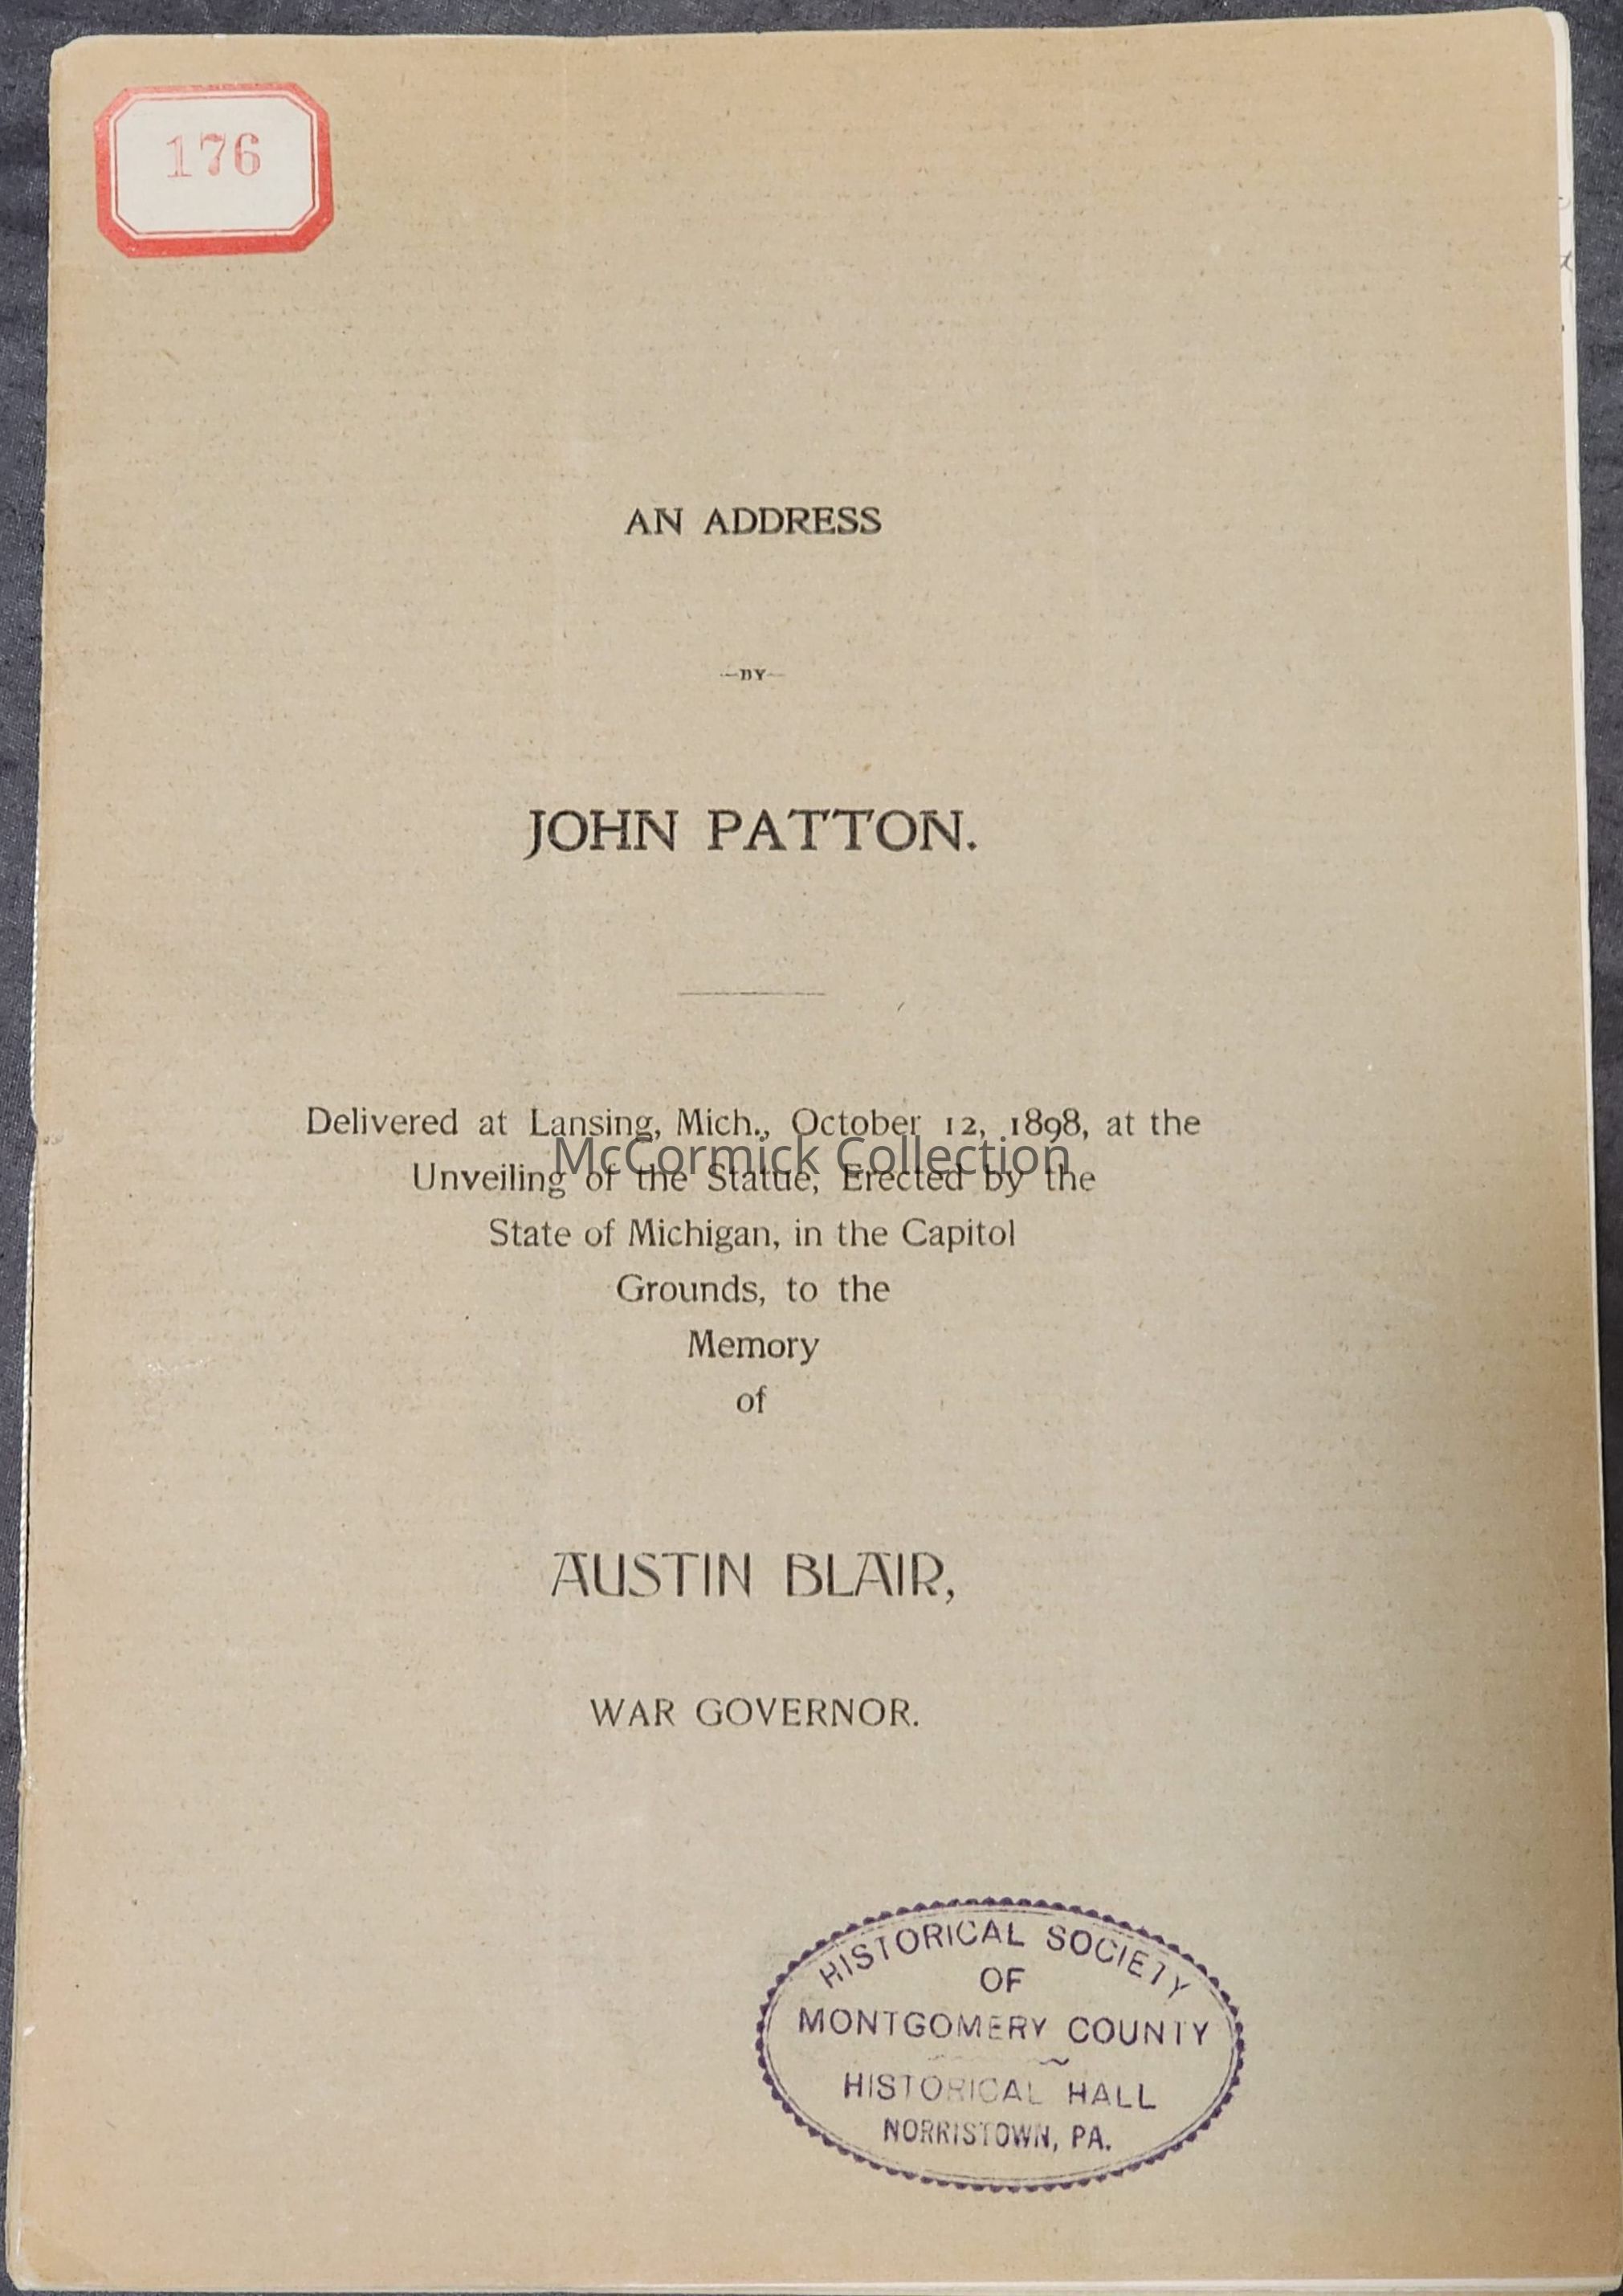 176
AN ADDRESS
—BY—
JOHN PATTON.
Delivered at Lansing, Mich., October 12, 1898, at the
McCormick Collection
Unveiling of the Statue, Erected by the
State of Michigan, in the Capitol
Grounds, to the
Memory
of
AUSTIN BLAIR,
WAR GOVERNOR.
HISTORICAL SOCIETY
OF
MONTGOMERY COUNTY
HISTORICAL HALL
NORRISTOWN, PA.